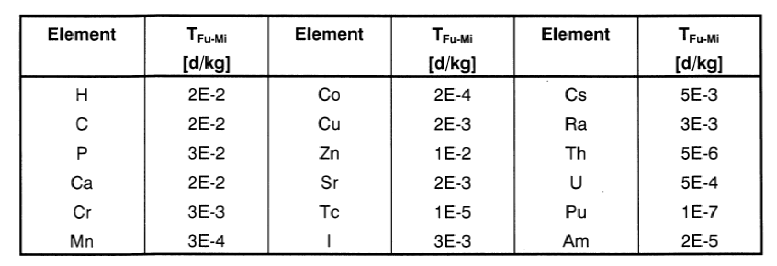 Element T Fu-Mi Element T Fu-Mi Element T Fu-Mi
[d/kg] [d/kg] [d/kg]
H 2E-2 Co 2E-4 Cs 5E-3
C 2E-2 Cu 2E-3 Ra 3E-3
P 3E-2 Zn 1E-2 Th 5E-6
Ca 2E-2 Sr 2E-3 U 5E-4
Cr 3E-3 Tc 1E-5 Pu 1E-7
Mn 3E-4 I 3E-3 Am 2E-5